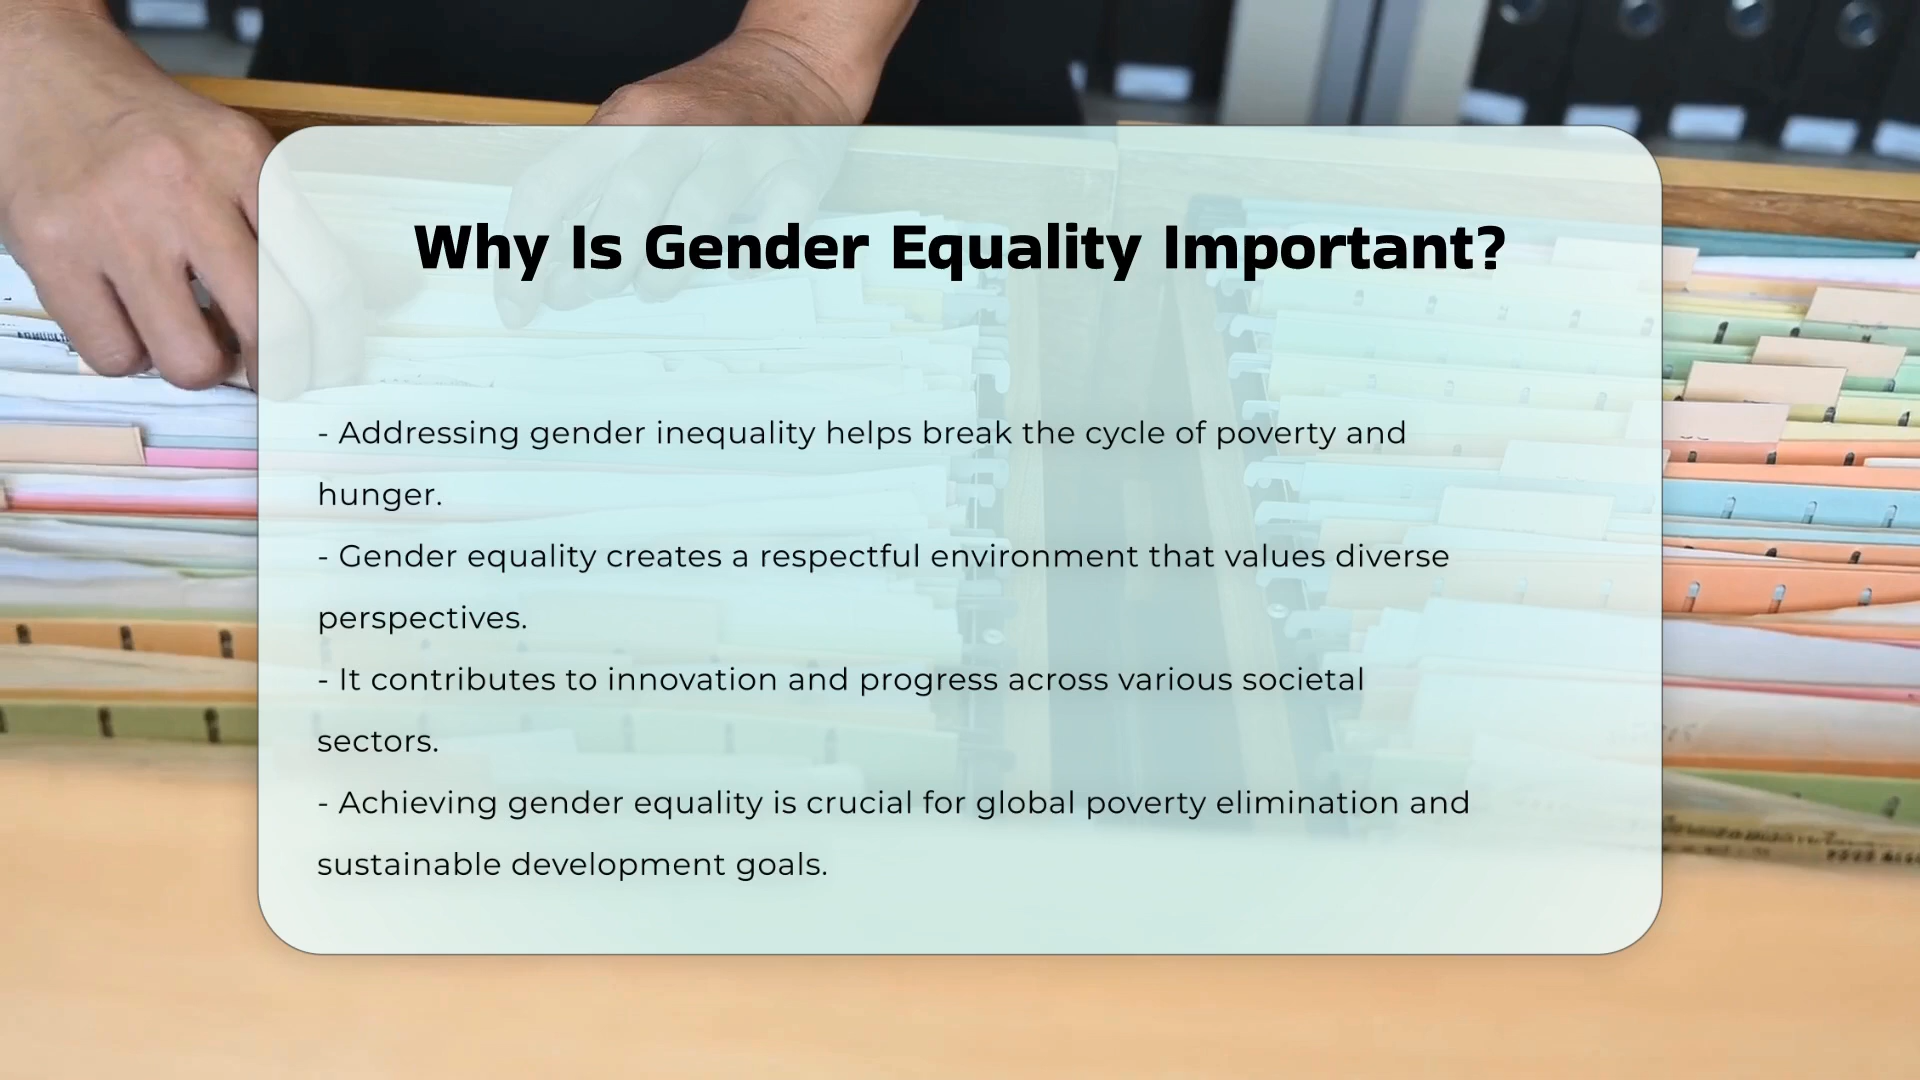 Why Is Gender Equality Important?
- Addressing gender inequality helps break the cycle of poverty and
hunger.
- Gender equality creates a respectful environment that values diverse
perspectives.
- It contributes to innovation and progress across various societal
sectors.
- Achieving gender equality is crucial for global poverty elimination and
sustainable development goals.